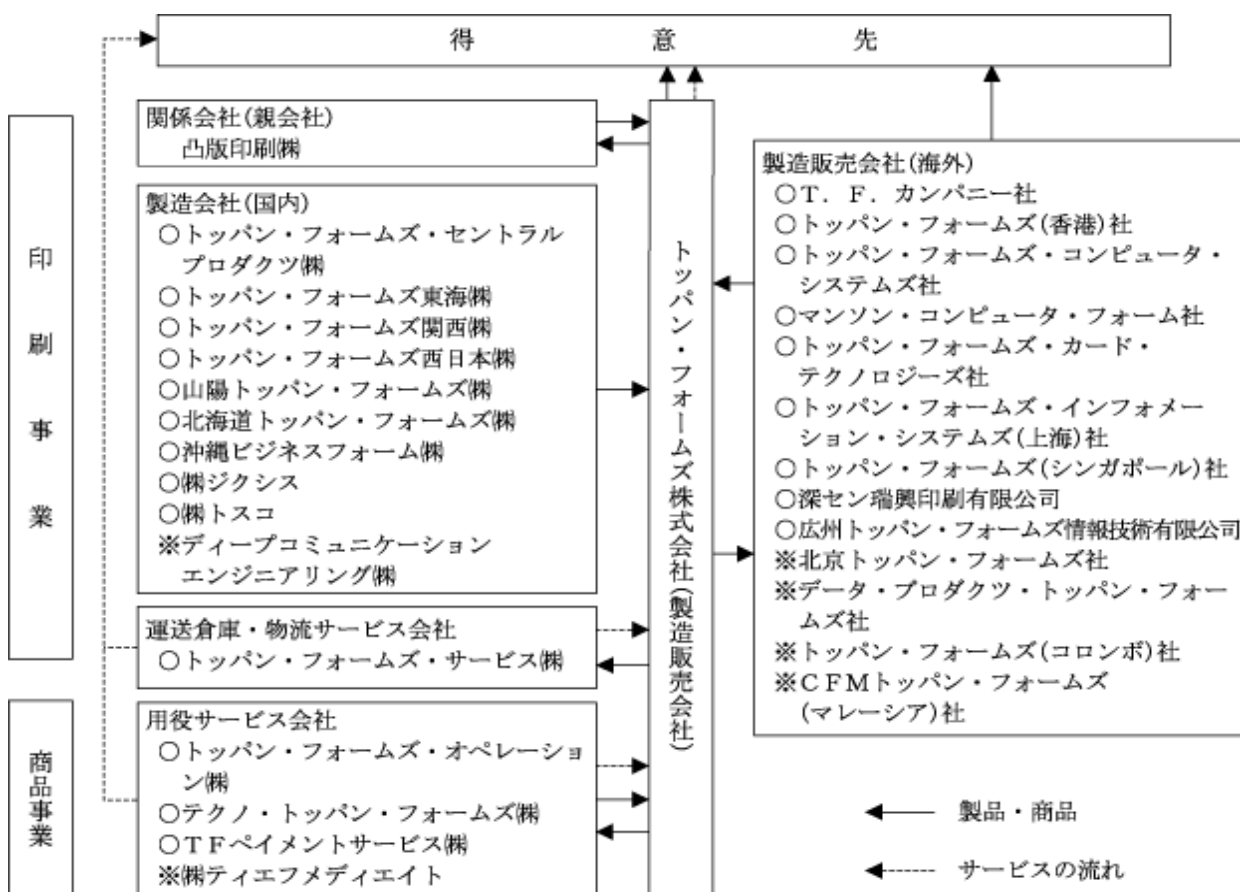 得意先
印刷事業
商品事業
関係会社(親会社)
凸版印刷㈱
製造会社(国内)
○トッパン・フォームズ・セントラル
プロダクツ㈱
○トッパン・フォームズ東海㈱
○トッパン・フォームズ関西㈱
○トッパン・フォームズ西日本㈱
○山陽トッパン・フォームズ㈱
○北海道トッパン・フォームズ㈱
○沖縄ビジネスフォーム㈱
○㈱ジクシス
○㈱トスコ
※ディープコミュニケーション
エンジニアリング㈱
運送倉庫・物流サービス会社
○トッパン・フォームズ・サービス㈱
用役サービス会社
○トッパン・フォームズ・オペレーショ
ン㈱
○テクノ・トッパン・フォームズ㈱
○TFペイメントサービス㈱
※㈱ティエフメディエイト
トッパン・フォームズ株式会社(製造販売会社)
製造販売会社(海外)
○T.F.カンパニー社
○トッパン・フォームズ(香港)社
○トッパン・フォームズ・コンピュータ・
システムズ社
○マンソン・コンピュータ・フォーム社
○トッパン・フォームズ・カード・
テクノロジーズ社
○トッパン・フォームズ・インフォメー
ション・システムズ(上海)社
○トッパン・フォームズ(シンガポール)社
○深セン瑞興印刷有限公司
○広州トッパン・フォームズ情報技術有限公司
※北京トッパン・フォームズ社
※データ・プロダクツ・トッパン・フォー
ムズ社
※トッパン・フォームズ(コロンボ)社
※CFMトッパン・フォームズ
(マレーシア)社
製品・商品
サービスの流れ